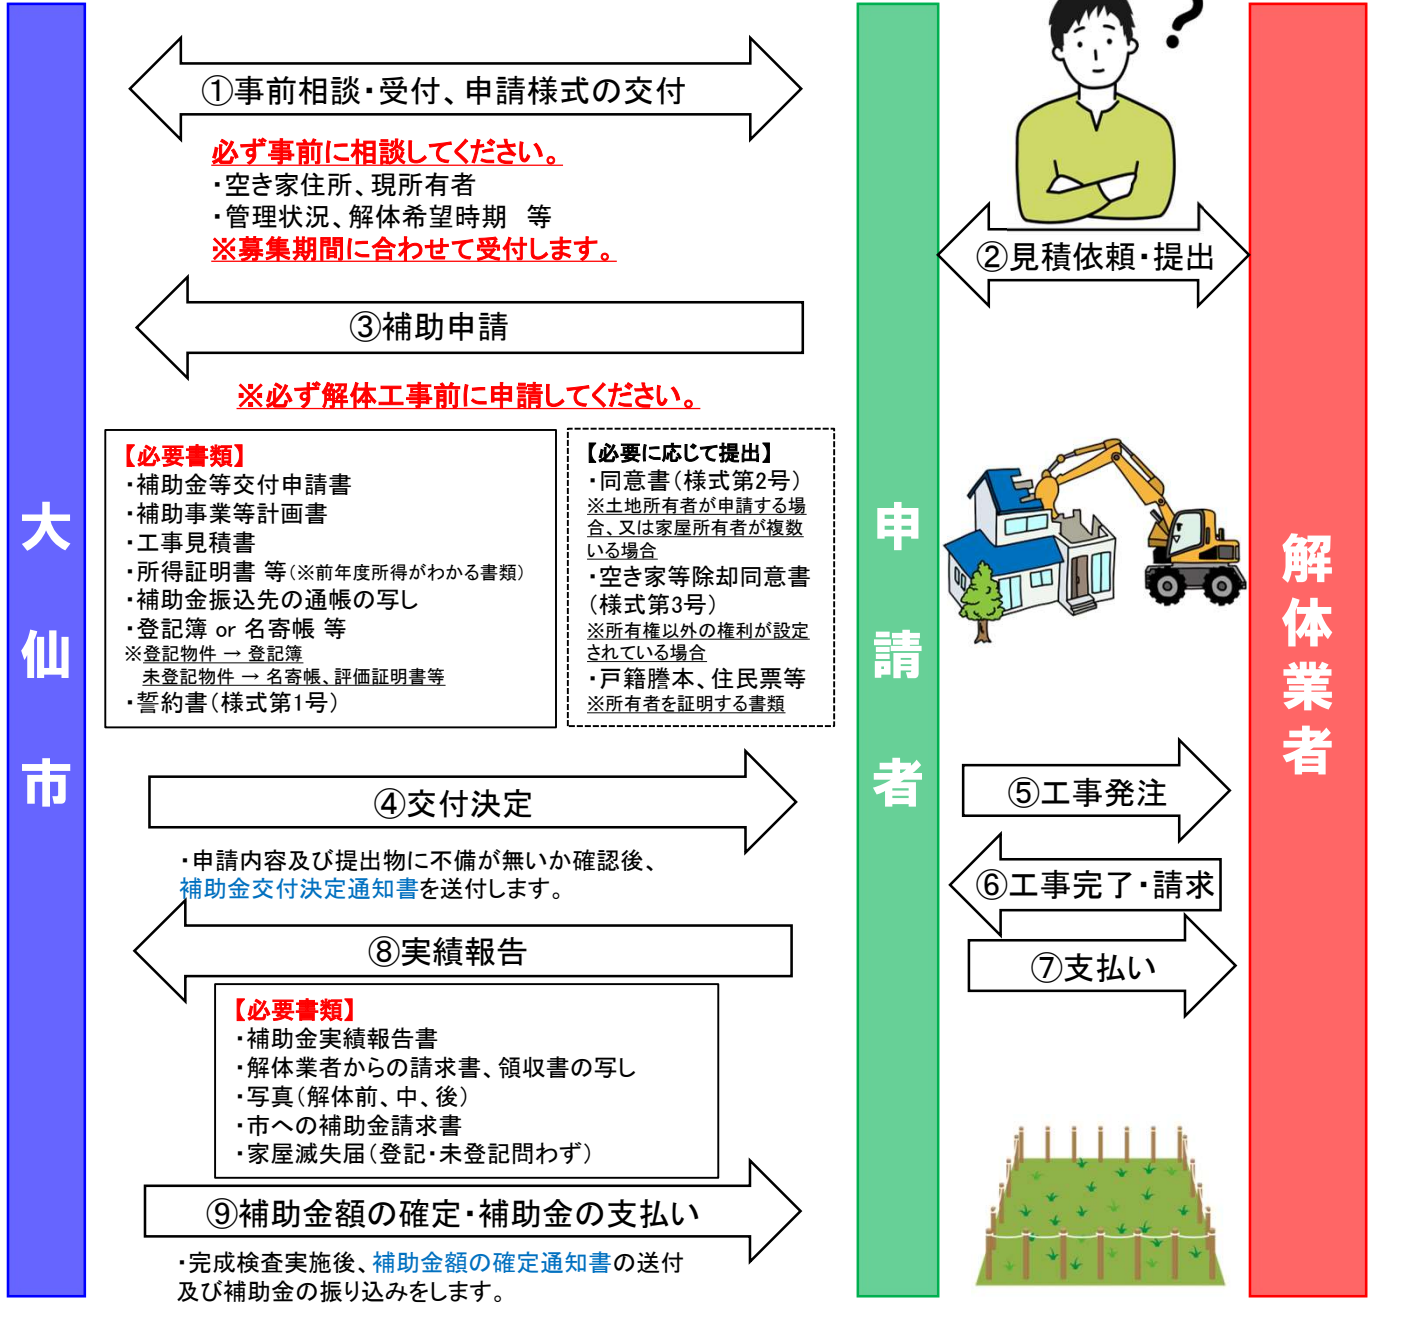 大仙市
申請者
解体業者
①事前相談・受付、申請様式の交付
必ず事前に相談してください。
・空き家住所、現所有者
・管理状況、解体希望時期　等
※募集期間に合わせて受付します。
?
②見積依頼・提出
③補助申請
※必ず解体工事前に申請してください。
【必要書類】
・補助金等交付申請書
・補助事業等計画書
・工事見積書
・所得証明書 等(※前年度所得がわかる書類)
・補助金振込先の通帳の写し
・登記簿 or 名寄帳 等
※登記物件 → 登記簿
未登記物件 → 名寄帳、評価証明書等
・誓約書(様式第1号)
【必要に応じて提出】
・同意書(様式第2号)
※土地所有者が申請する場
合、又は家屋所有者が複数
いる場合
・空き家等除却同意書
(様式第3号)
※所有権以外の権利が設定
されている場合
・戸籍謄本、住民票等
※所有者を証明する書類
④交付決定
・申請内容及び提出物に不備が無いか確認後、
補助金交付決定通知書を送付します。
⑤工事発注
⑥工事完了・請求
⑦支払い
⑧実績報告
【必要書類】
・補助金実績報告書
・解体業者からの請求書、領収書の写し
・写真(解体前、中、後)
・市への補助金請求書
・家屋滅失届(登記・未登記問わず)
⑨補助金額の確定・補助金の支払い
・完成検査実施後、補助金額の確定通知書の送付
及び補助金の振り込みをします。